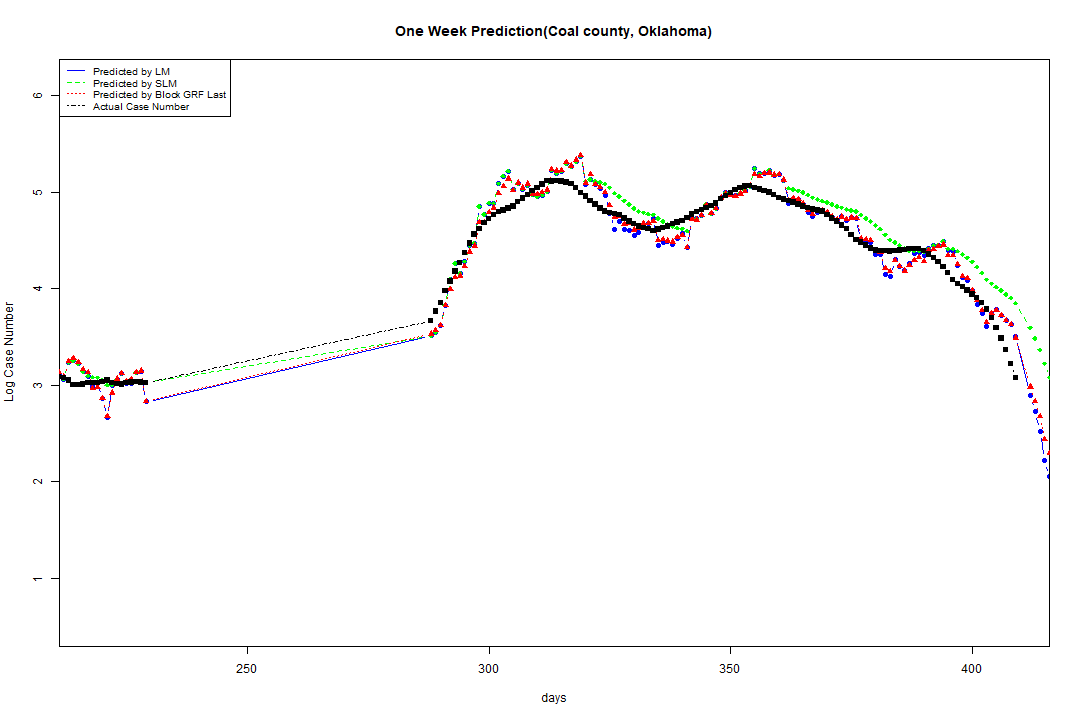 One Week Prediction(Coal county, Oklahoma)
Predicted by LM
Predicted by SLM
Predicted by Block GRF Last
Actual Case Number
6
5
4
3
2
1
Log Case Number
250
300
350
400
days